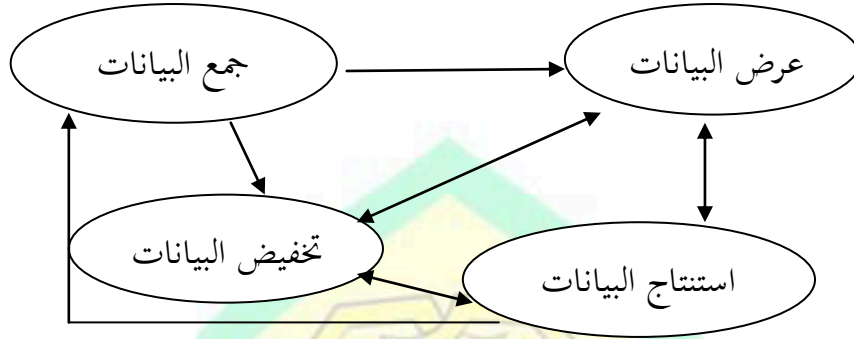 جمع البيانات
عرض البيانات
تخفيض البيانات
استنتاج البيانات